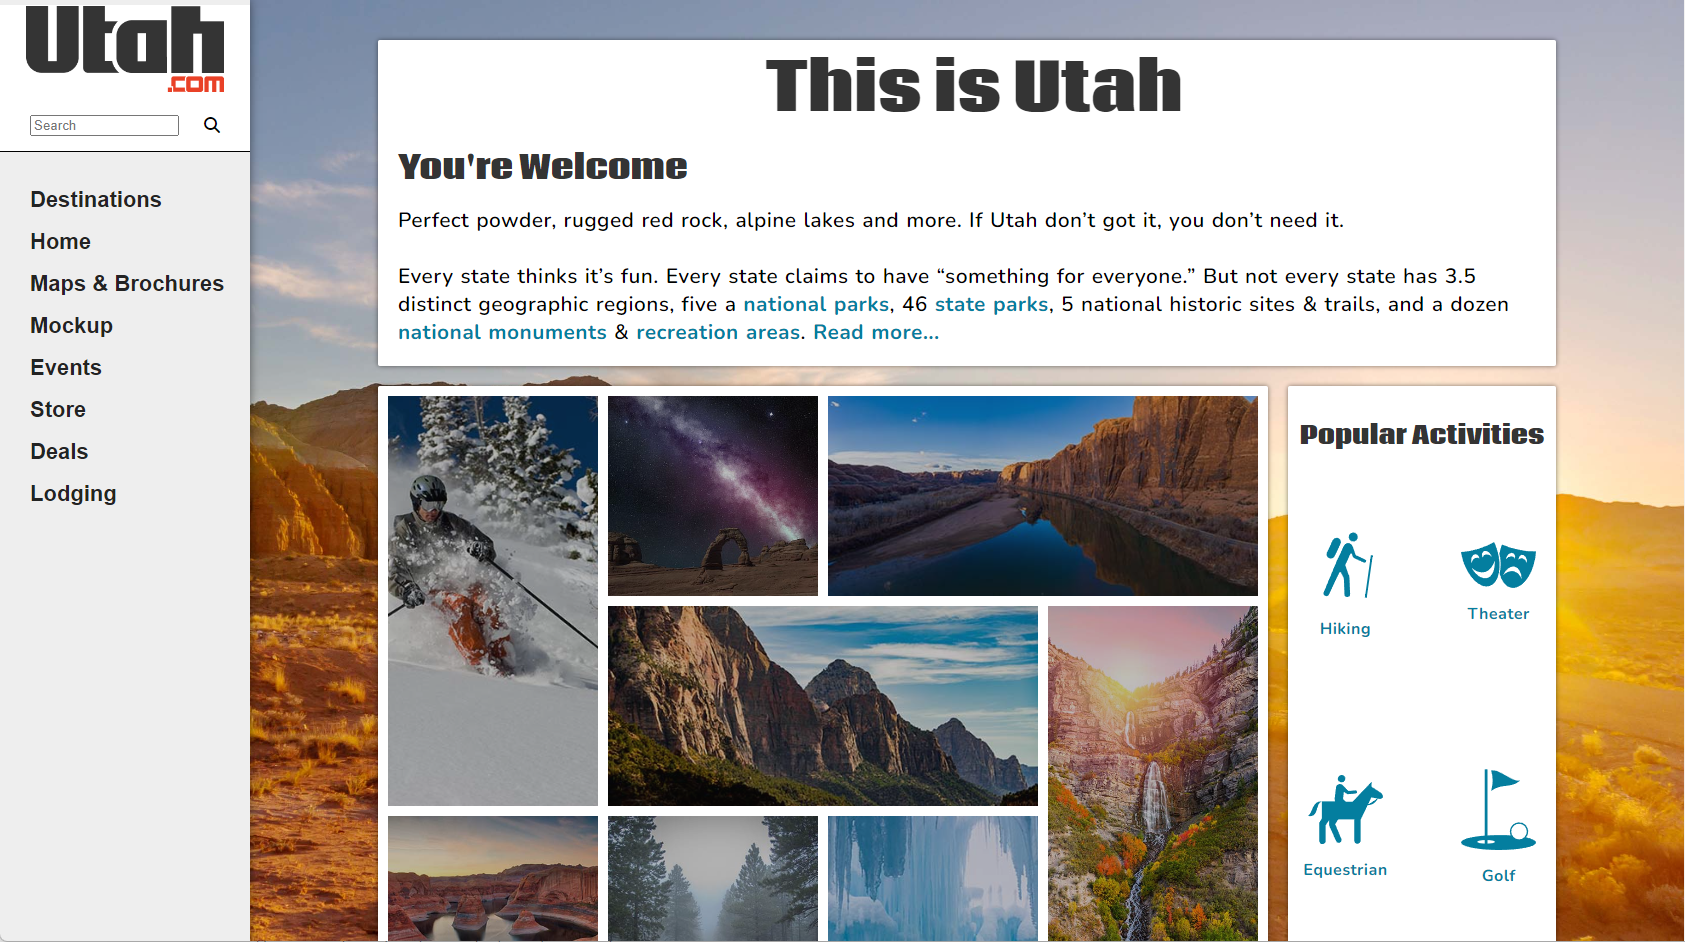 Utah
.com
Search
Destinations
Home
Maps & Brochures
Mockup
Events
Store
Deals
Lodging
This is Utah
You're Welcome
Perfect powder, rugged red rock, alpine lakes and more. If Utah don’t got it, you don’t need it.
Every state thinks it’s fun. Every state claims to have “something for everyone.” But not every state has 3.5
distinct geographic regions, five a national parks, 46 state parks, 5 national historic sites & trails, and a dozen
national monuments & recreation areas. Read more...
Popular Activities
Hiking
Theater
Equestrian
Golf